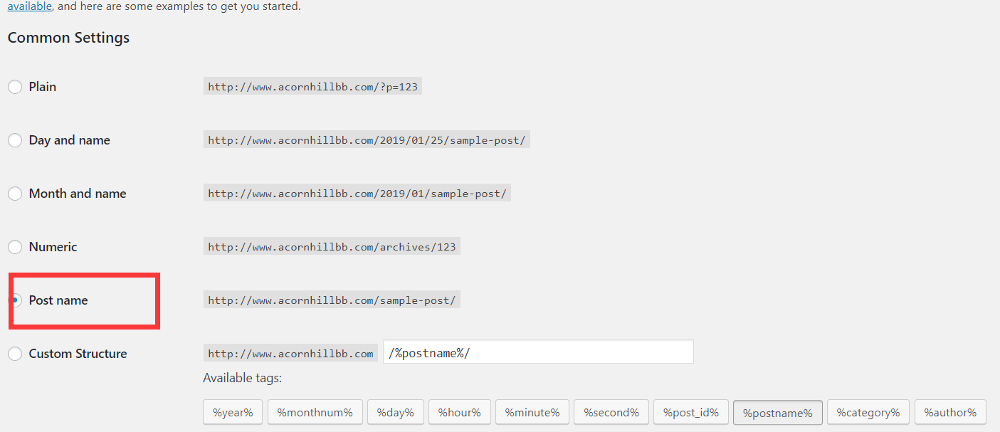 available, and here are some examples to get you started.
Common Settings
Plain http://www.acornhillbb.com/?p=123
Day and name http://www.acornhillbb.com/2019/01/25/sample-post/
Month and name http://www.acornhillbb.com/2019/01/sample-post/
Numeric http://www.acornhillbb.com/archives/123
Post name http://www.acornhillbb.com/sample-post/
Custom Structure http://www.acornhillbb.com /%postname%/
Available tags:
%year% %monthnum% %day% %hour% %minute% %second% %post_id% %postname% %category% %author%